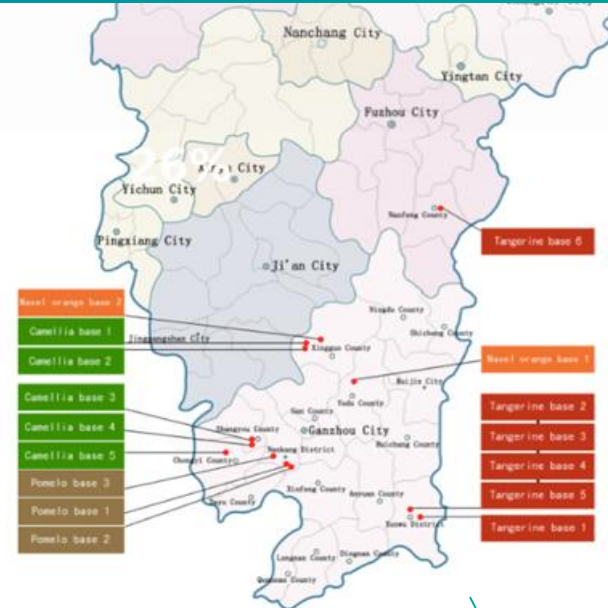 Nanchang City
Yingtan City
Fuzhou City
26%
Yichun City
Nanfeng County
Pingxiang City
Tangerine base 6
Ji'an City
Navel orange base 2
Ningdu County
Camellia base 1
Jinggangshan City
Shicheng County
Camellia base 2
Xingguo County
Navel orange base 1
Ruijin City
Camellia base 3
Yudu County
Tangerine base 2
Gan County
Camellia base 4
Shangyou County
Ganzhou City
Tangerine base 3
Huichang County
Camellia base 5
Chongyi County
Nankang District
Tangerine base 4
Pomelo base 3
Xinfeng County
Anyuan County
Tangerine base 5
Pomelo base 1
Dayu County
Xunwu District
Tangerine base 1
Pomelo base 2
Longnan County
Dingnan County
Quannan County